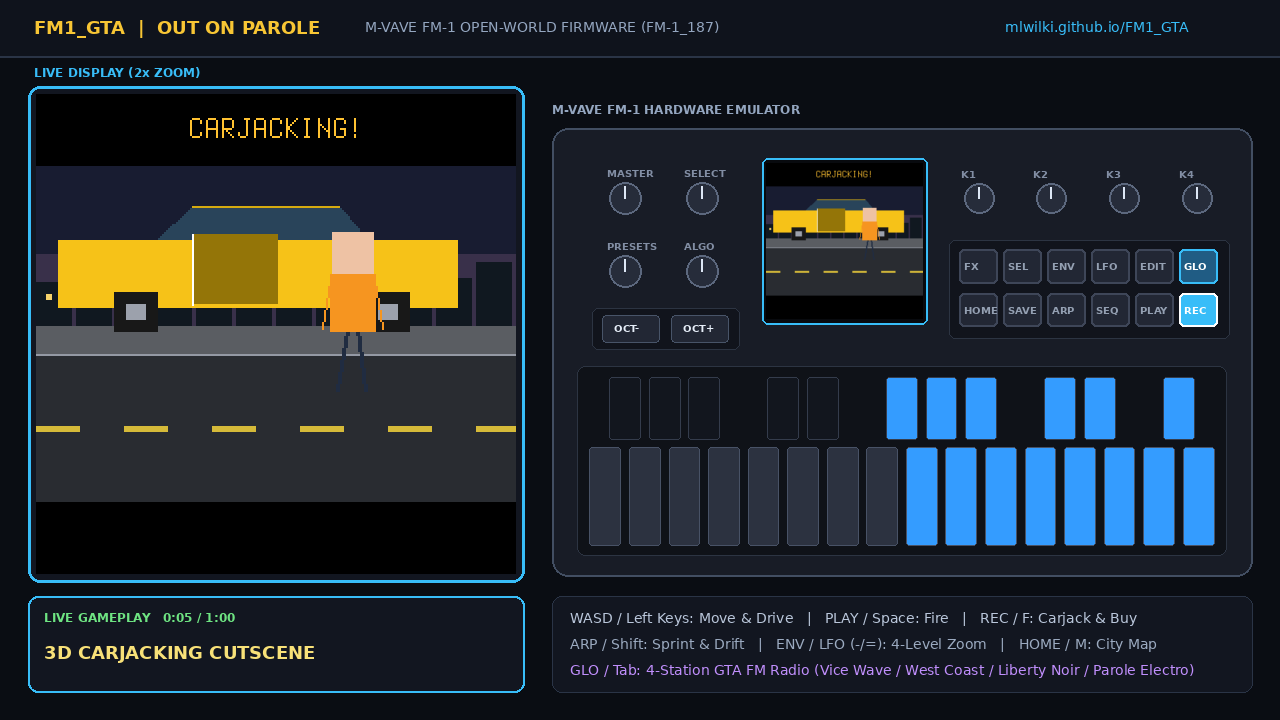 FM1_GTA | OUT ON PAROLE
M-VAVE FM-1 OPEN-WORLD FIRMWARE (FM-1_187)
mlwilki.github.io/FM1_GTA
LIVE DISPLAY (2x ZOOM)
CARJACKING!
M-VAVE FM-1 HARDWARE EMULATOR
MASTER SELECT
PRESETS ALGO
OCT- OCT+
CARJACKING!
K1 K2 K3 K4
FX SEL ENV LFO EDIT GLO
HOME SAVE ARP SEQ PLAY REC
LIVE GAMEPLAY 0:05 / 1:00
3D CARJACKING CUTSCENE
WASD / Left Keys: Move & Drive | PLAY / Space: Fire | REC / F: Carjack & Buy
ARP / Shift: Sprint & Drift | ENV / LFO (-/=): 4-Level Zoom | HOME / M: City Map
GLO / Tab: 4-Station GTA FM Radio (Vice Wave / West Coast / Liberty Noir / Parole Electro)